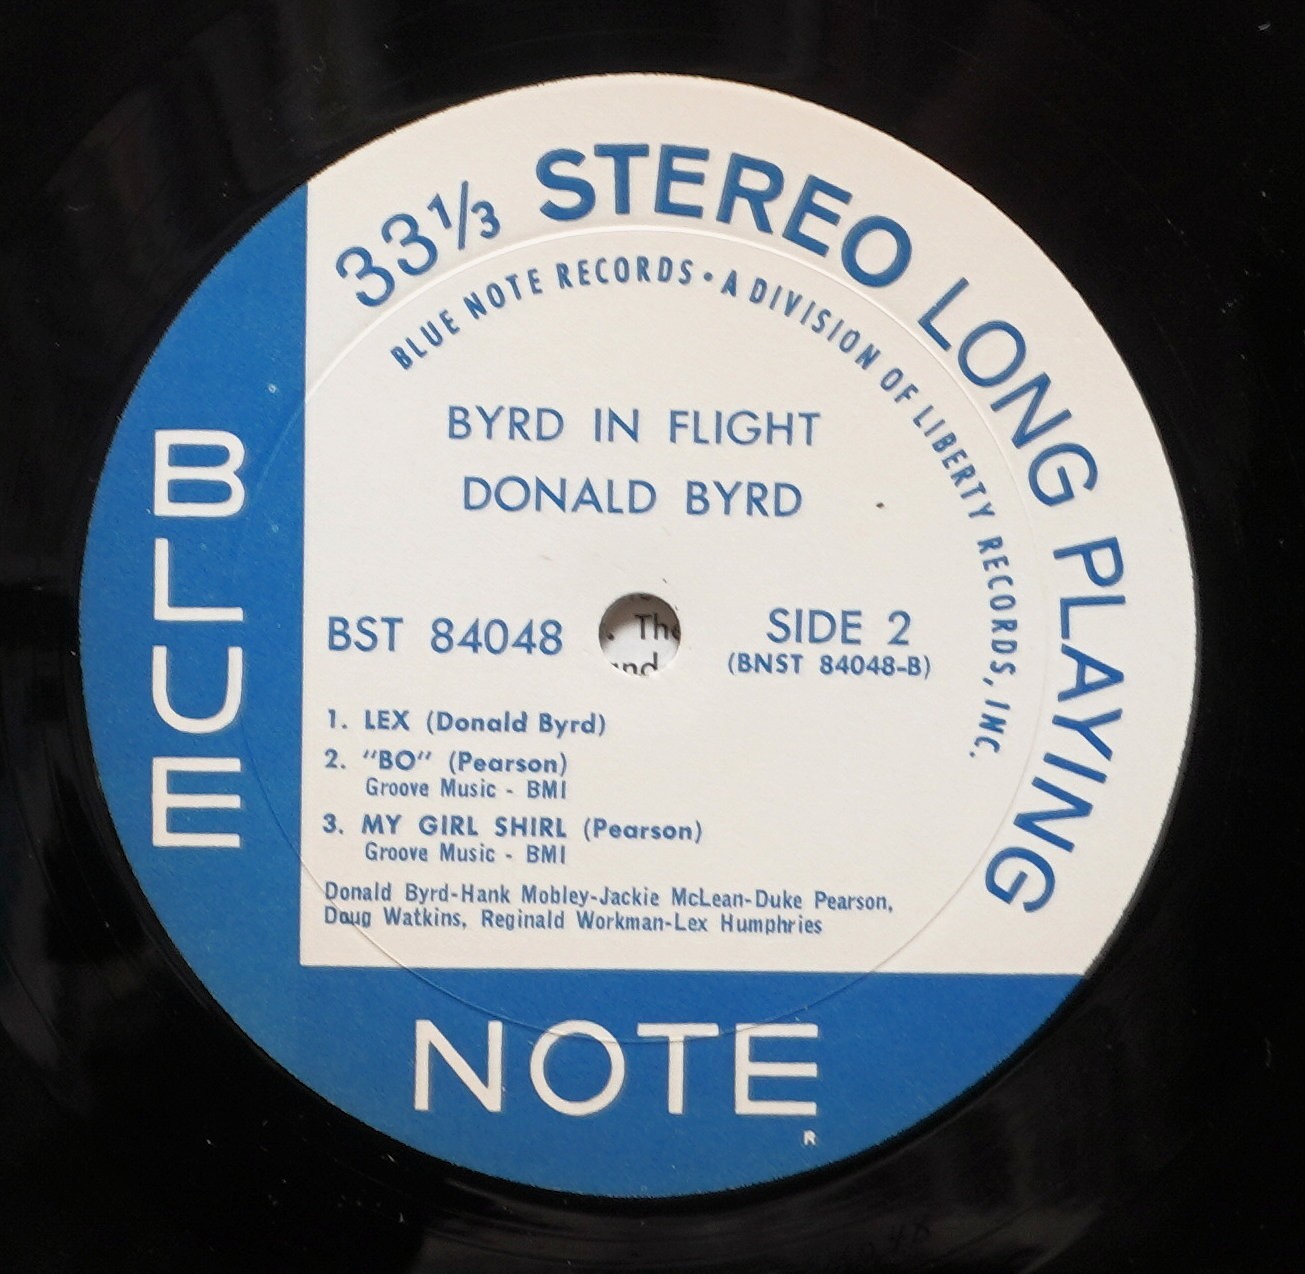 33⅓ STEREO LONG PLAYING
BLUE NOTE RECORDS • A DIVISION OF LIBERTY RECORDS, INC.
BYRD IN FLIGHT
DONALD BYRD
BST 84048
SIDE 2
(BNST 84048-B)
. The
and
1. LEX (Donald Byrd)
2. "BO" (Pearson)
Groove Music - BMI
3. MY GIRL SHIRL (Pearson)
Groove Music - BMI
Donald Byrd-Hank Mobley-Jackie McLean-Duke Pearson,
Doug Watkins, Reginald Workman-Lex Humphries
BLUE
NOTE
R